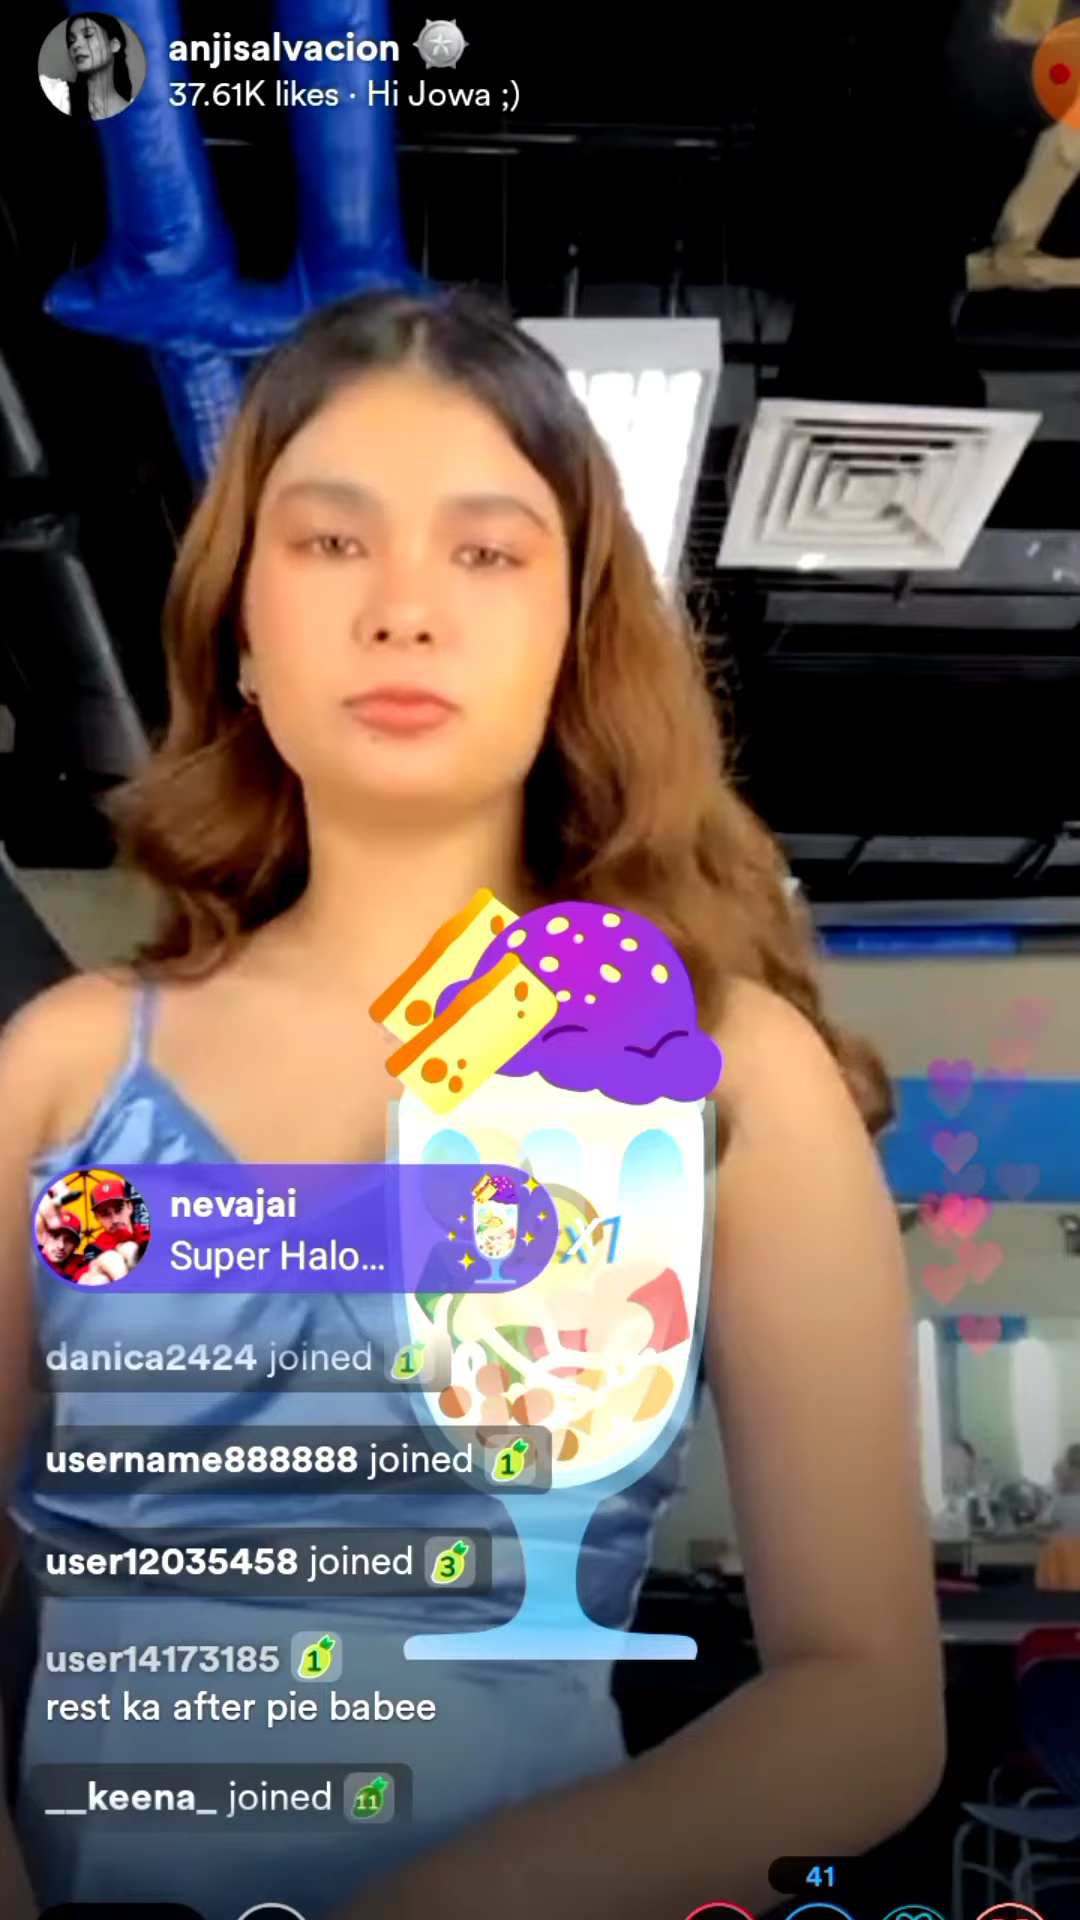 anjisalvacion
37.61K likes · Hi Jowa ;)
nevajai
Super Halo...
x1
danica2424 joined 1
username888888 joined 1
user12035458 joined 3
user14173185 1
rest ka after pie babee
__keena_ joined 11
41